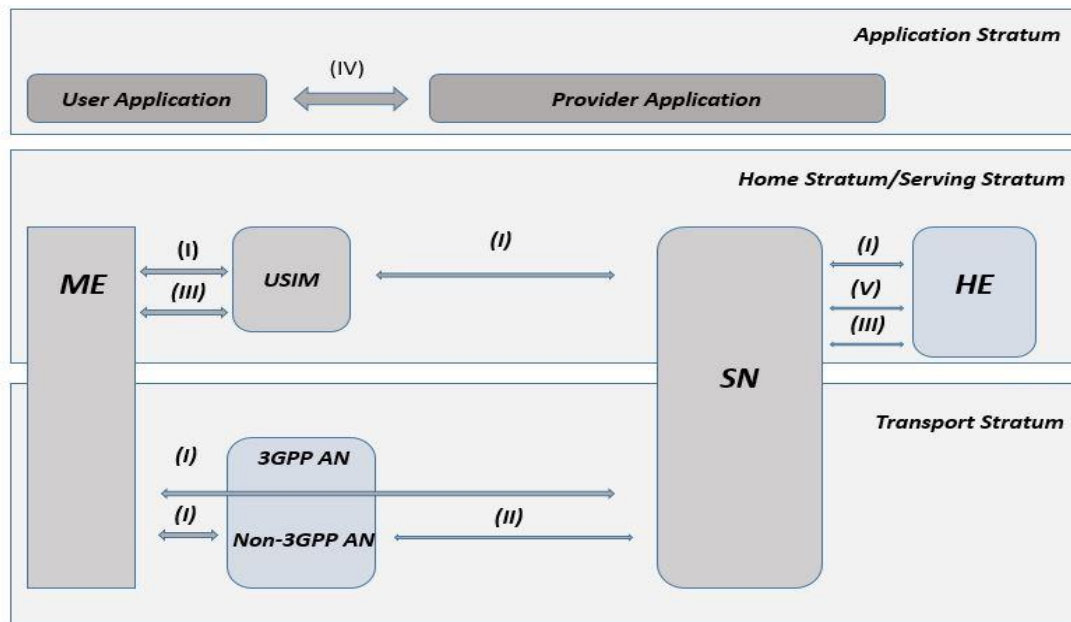 Application Stratum
(IV)
User Application
Provider Application
Home Stratum/Serving Stratum
(I)
(I)
(I)
ME
USIM
HE
(III)
(V)
(III)
SN
Transport Stratum
(I)
3GPP AN
(I)
(II)
Non-3GPP AN